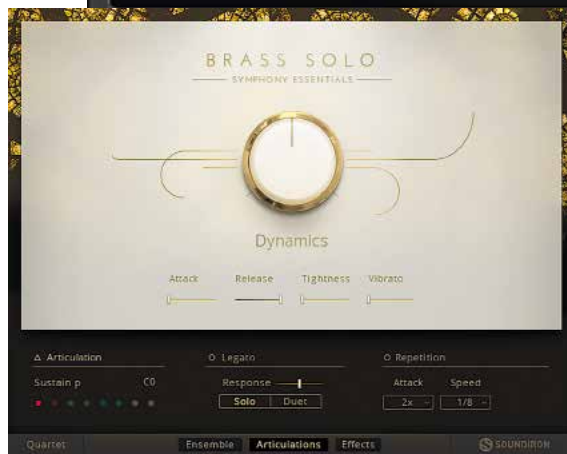 BRASS SOLO
SYMPHONY ESSENTIALS
Dynamics
Attack Release Tightness Vibrato
Articulation Legato Repetition
Sustain p C0 Response Attack Speed
Solo Duet 2x 1/8
Quartet Ensemble Articulations Effects SOUNDIRON